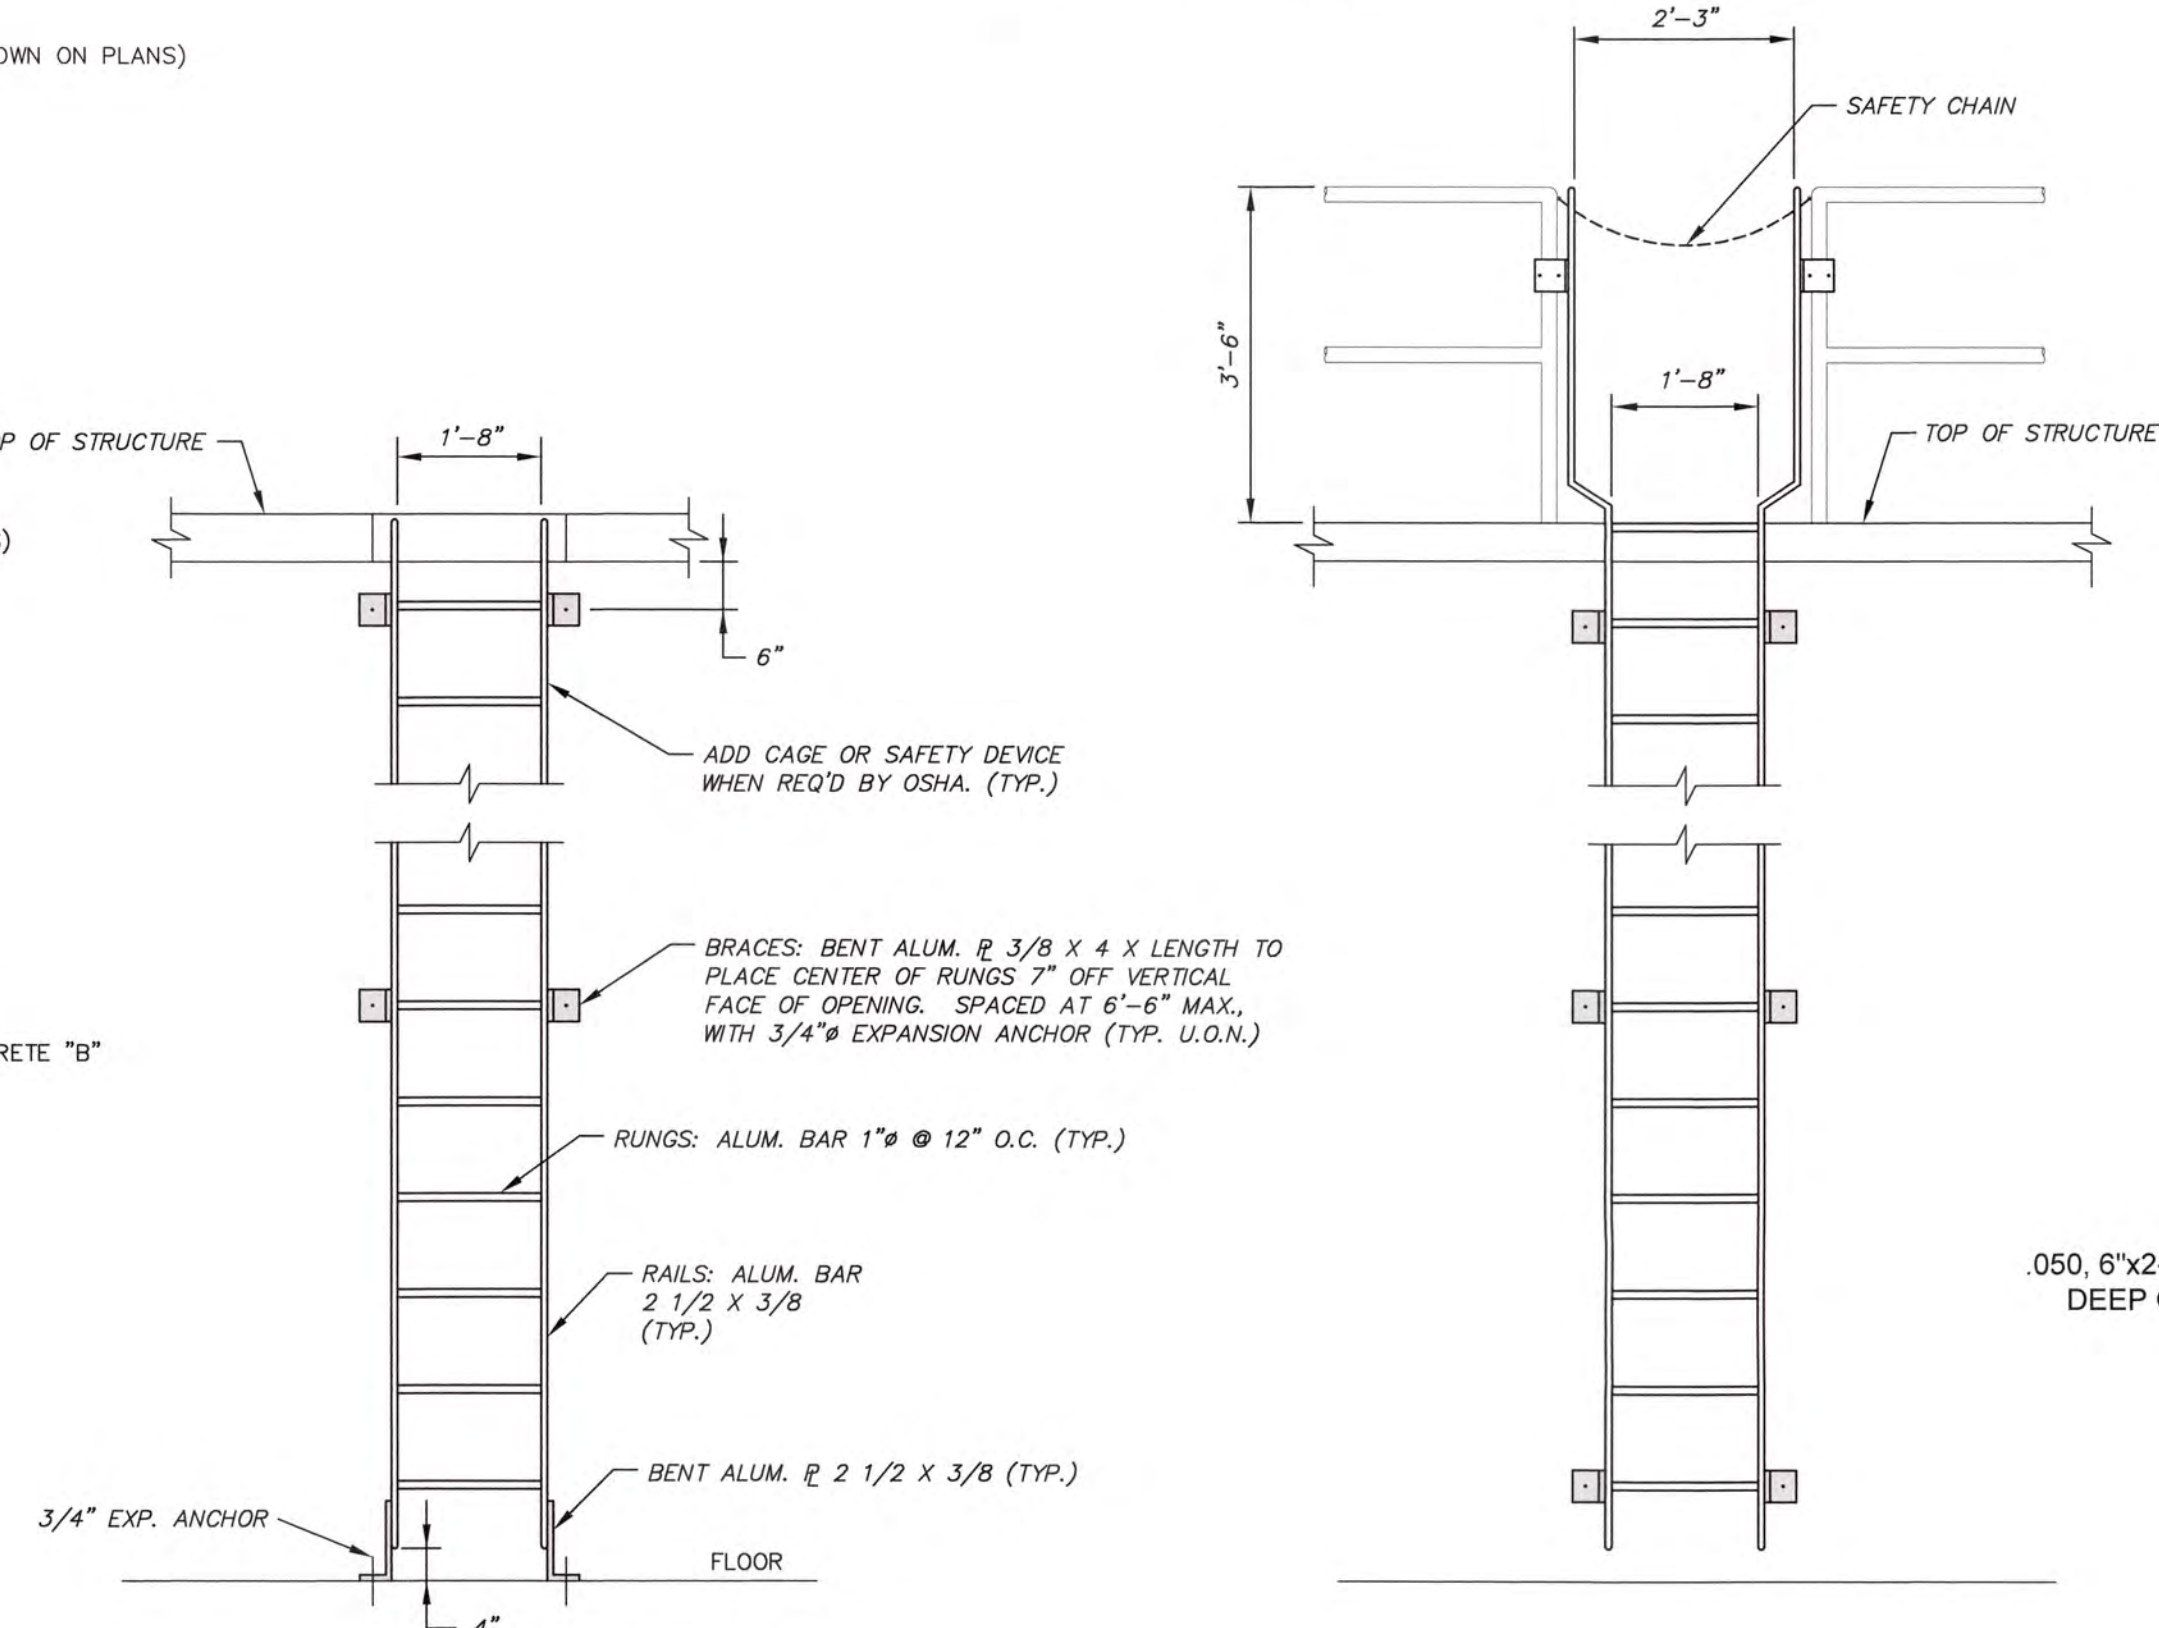 OWN ON PLANS)
P OF STRUCTURE
1'-8"
6"
ADD CAGE OR SAFETY DEVICE
WHEN REQ'D BY OSHA. (TYP.)
BRACES: BENT ALUM. ℄ 3/8 X 4 X LENGTH TO
PLACE CENTER OF RUNGS 7" OFF VERTICAL
FACE OF OPENING. SPACED AT 6'-6" MAX.,
WITH 3/4"ø EXPANSION ANCHOR (TYP. U.O.N.)
RETE "B"
RUNGS: ALUM. BAR 1"ø @ 12" O.C. (TYP.)
RAILS: ALUM. BAR
2 1/2 X 3/8
(TYP.)
BENT ALUM. ℄ 2 1/2 X 3/8 (TYP.)
3/4" EXP. ANCHOR
FLOOR
4"
2'-3"
SAFETY CHAIN
3'-6"
1'-8"
TOP OF STRUCTURE
.050, 6"x2
DEEP